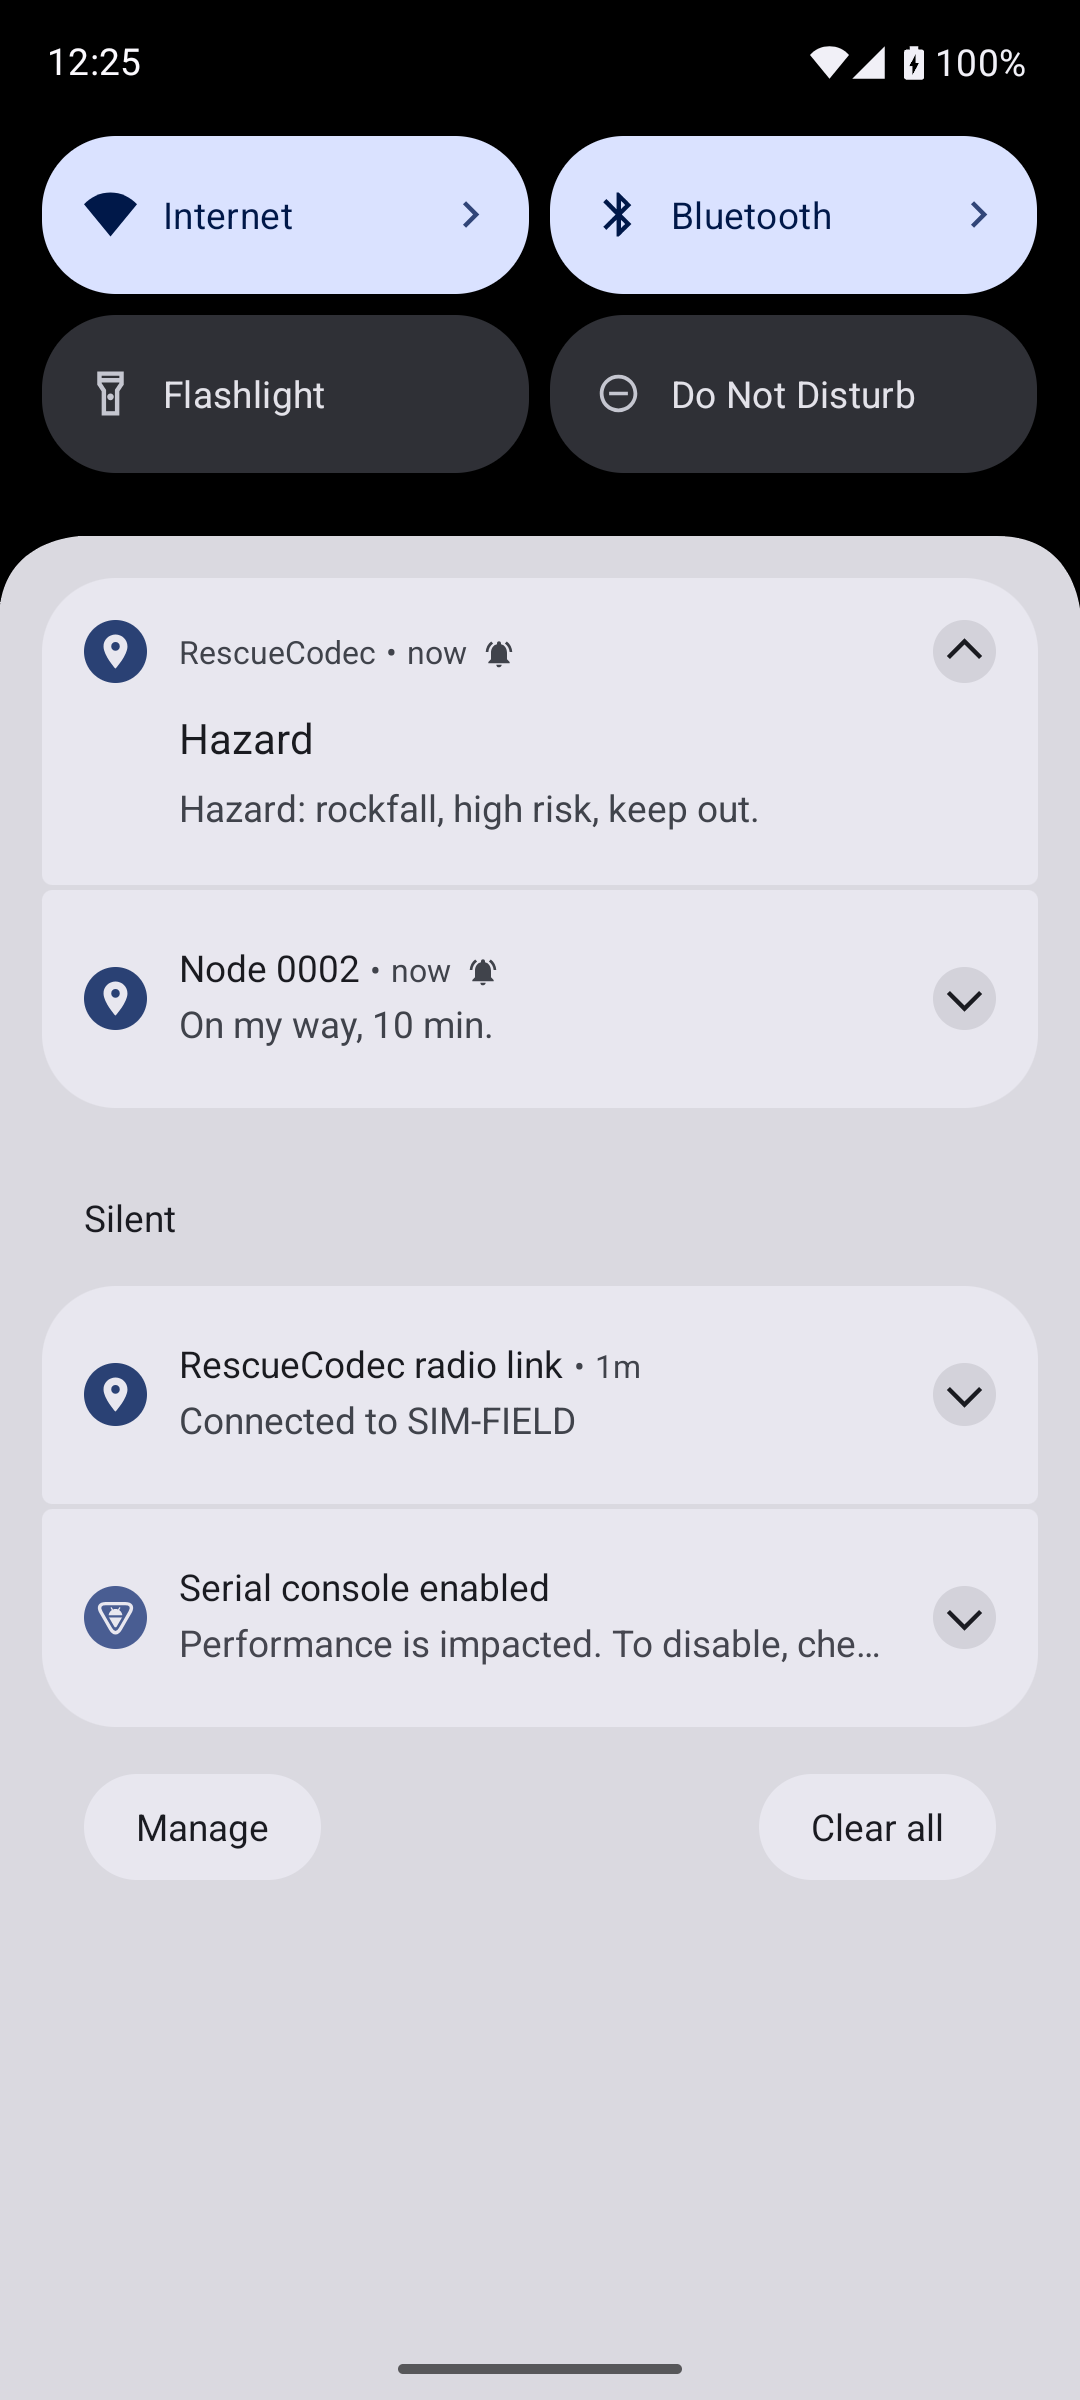 12:25
100%
Internet
Bluetooth
Flashlight
Do Not Disturb
RescueCodec • now
Hazard
Hazard: rockfall, high risk, keep out.
Node 0002 • now
On my way, 10 min.
Silent
RescueCodec radio link • 1m
Connected to SIM-FIELD
Serial console enabled
Performance is impacted. To disable, che…
Manage
Clear all